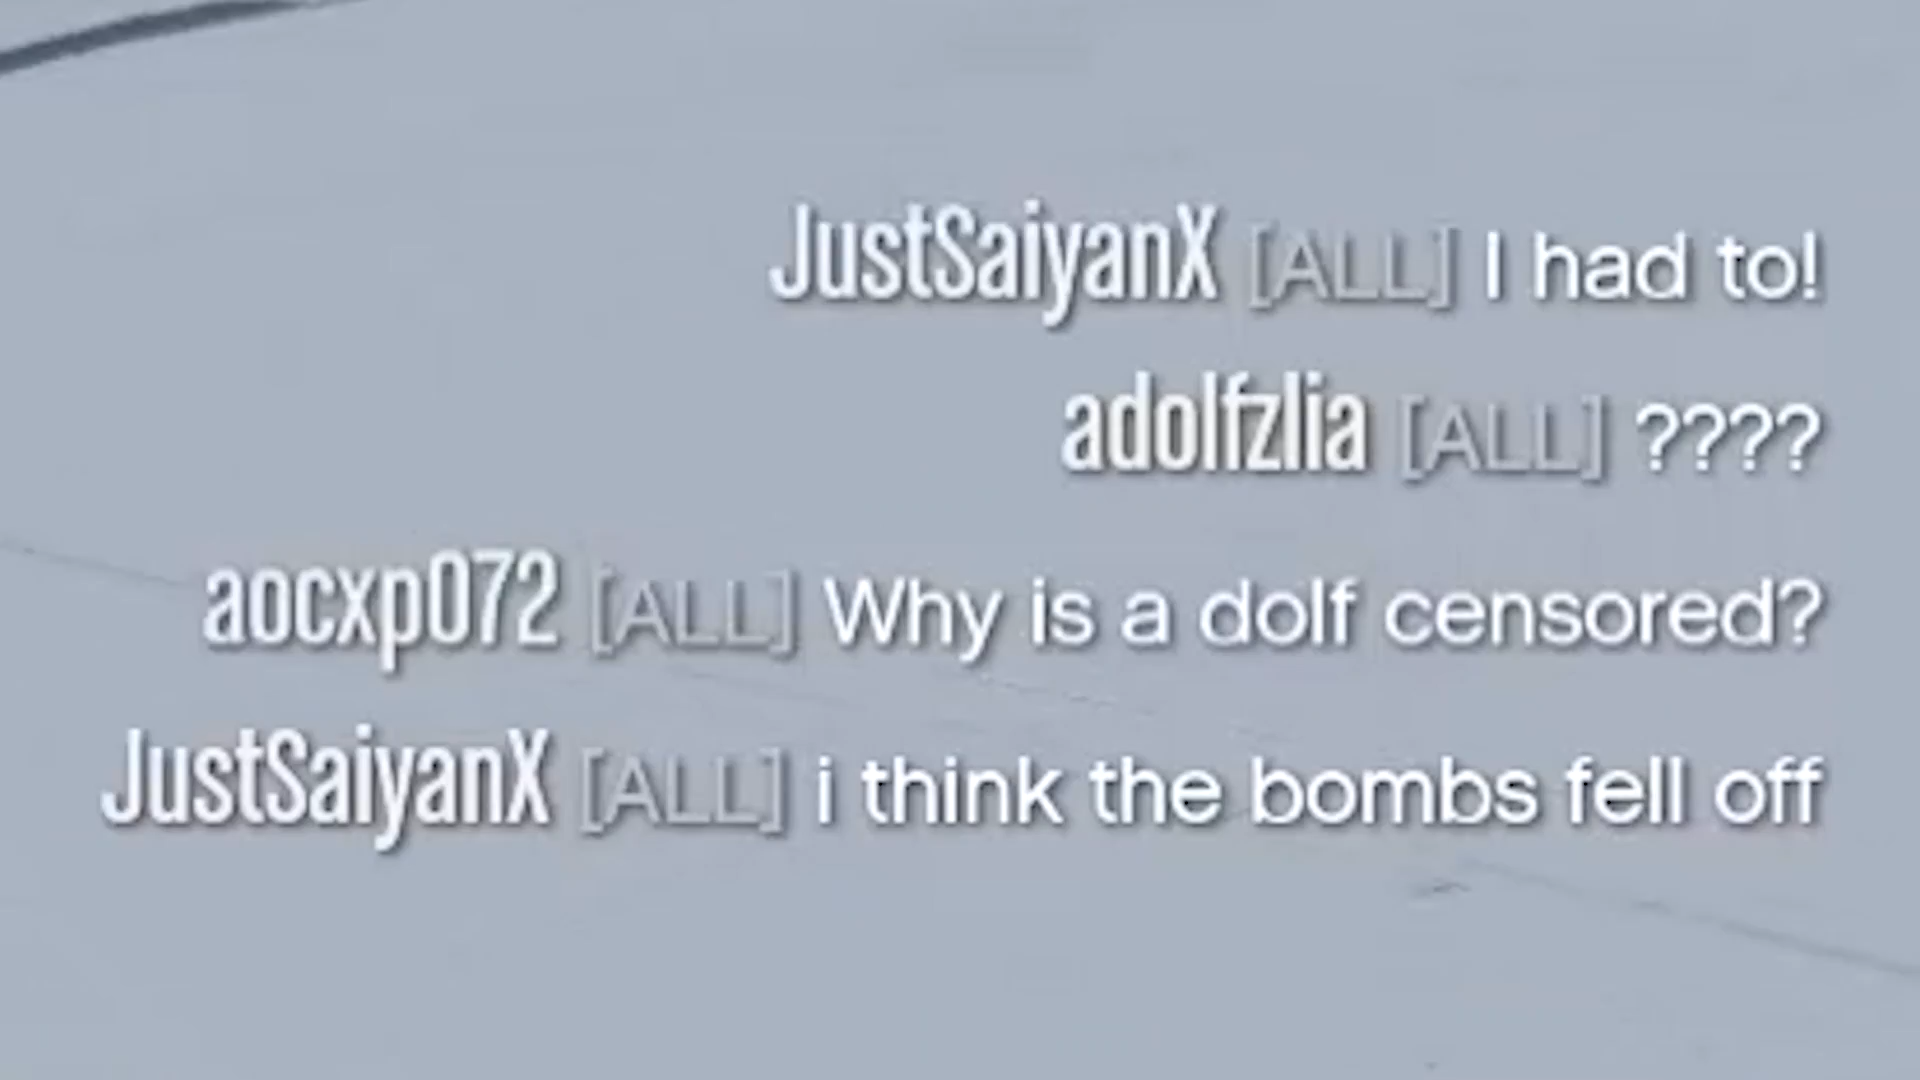 JustSaiyanX [ALL] I had to!
adolfzlia [ALL] ????
aocxp072 [ALL] Why is a dolf censored?
JustSaiyanX [ALL] i think the bombs fell off